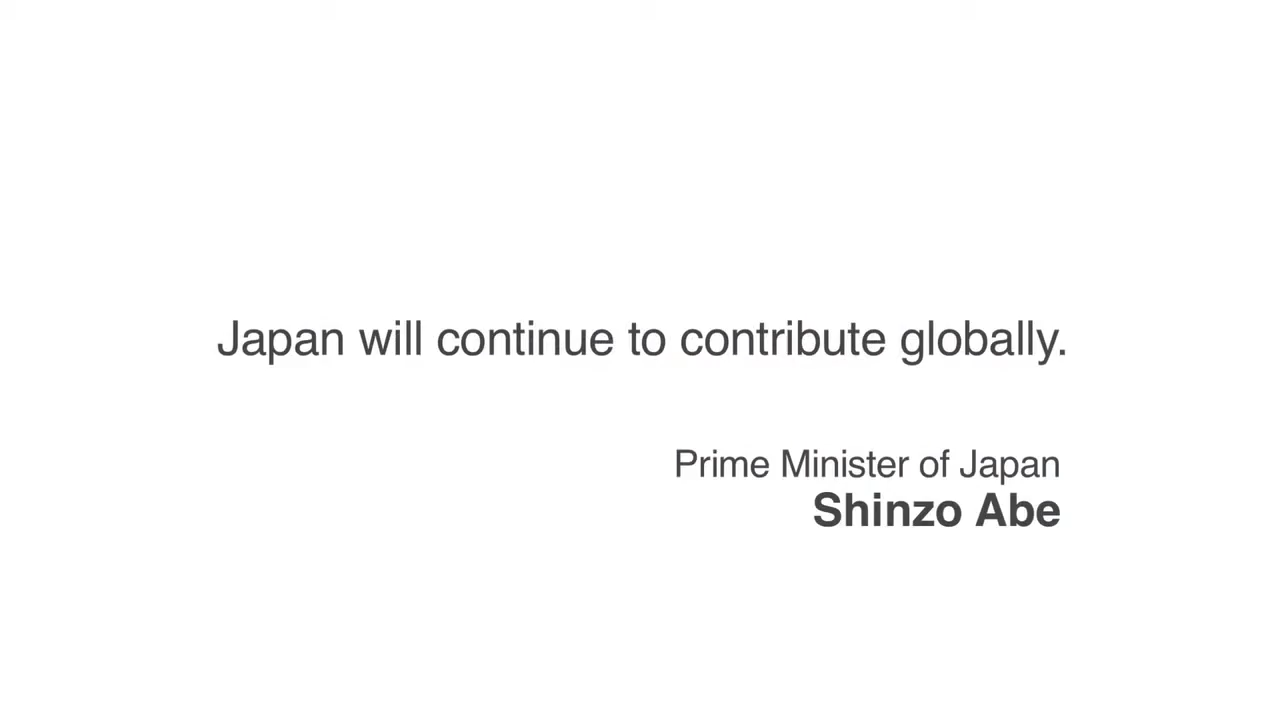 Japan will continue to contribute globally.
Prime Minister of Japan
Shinzo Abe